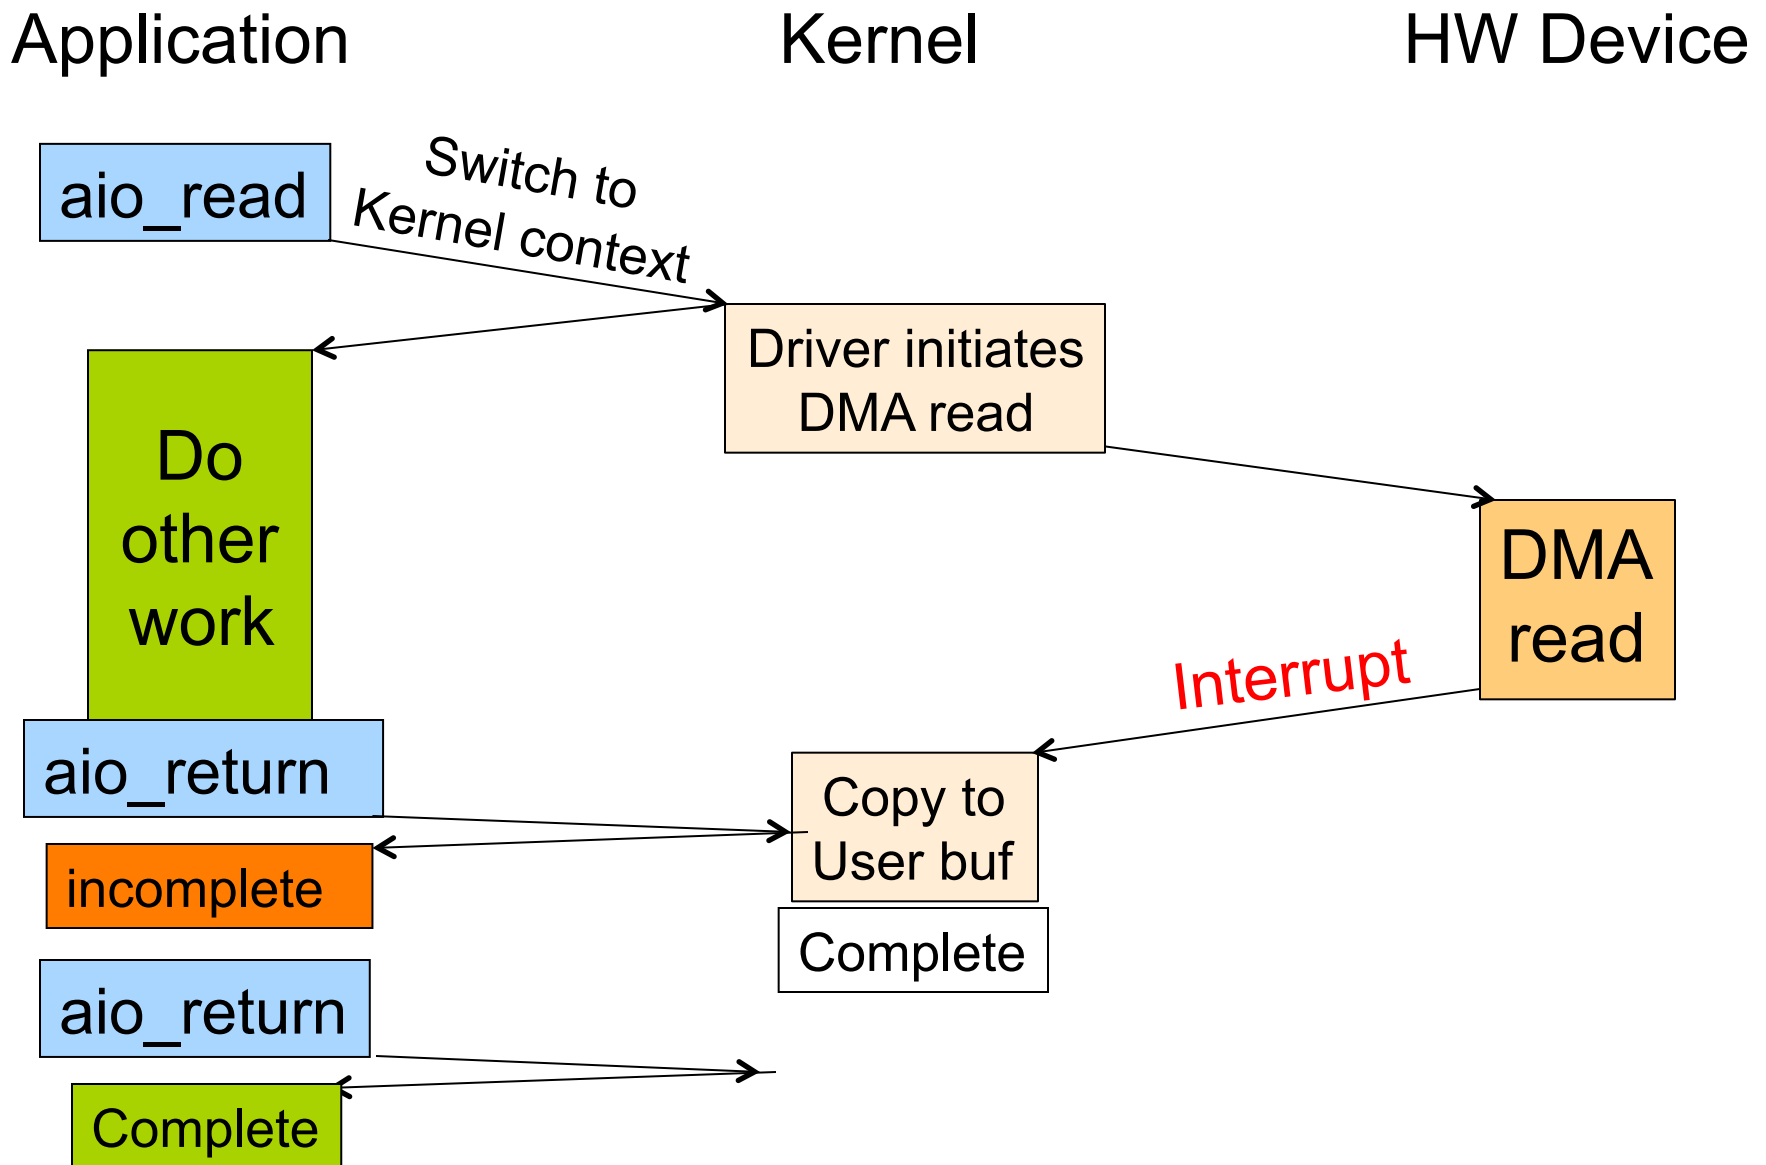 Application
Kernel
HW Device
aio_read
Switch to
Kernel context
Driver initiates
DMA read
Do
other
work
DMA
read
Interrupt
aio_return
Copy to
User buf
incomplete
Complete
aio_return
Complete